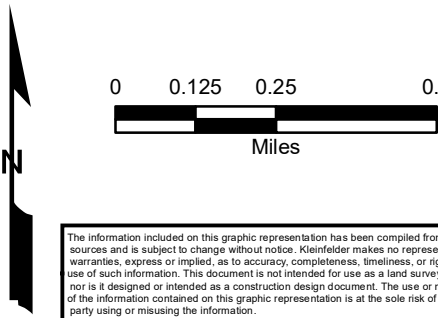 0 0.125 0.25 0.
Miles
N
The information included on this graphic representation has been compiled from
sources and is subject to change without notice. Kleinfelder makes no
warranties, express or implied, as to accuracy, completeness, timeliness, or
use of such information. This document is not intended for use as a land
nor is it designed or intended as a construction design document. The use or
of the information contained on this graphic representation is at the sole risk of
party using or misusing the information.